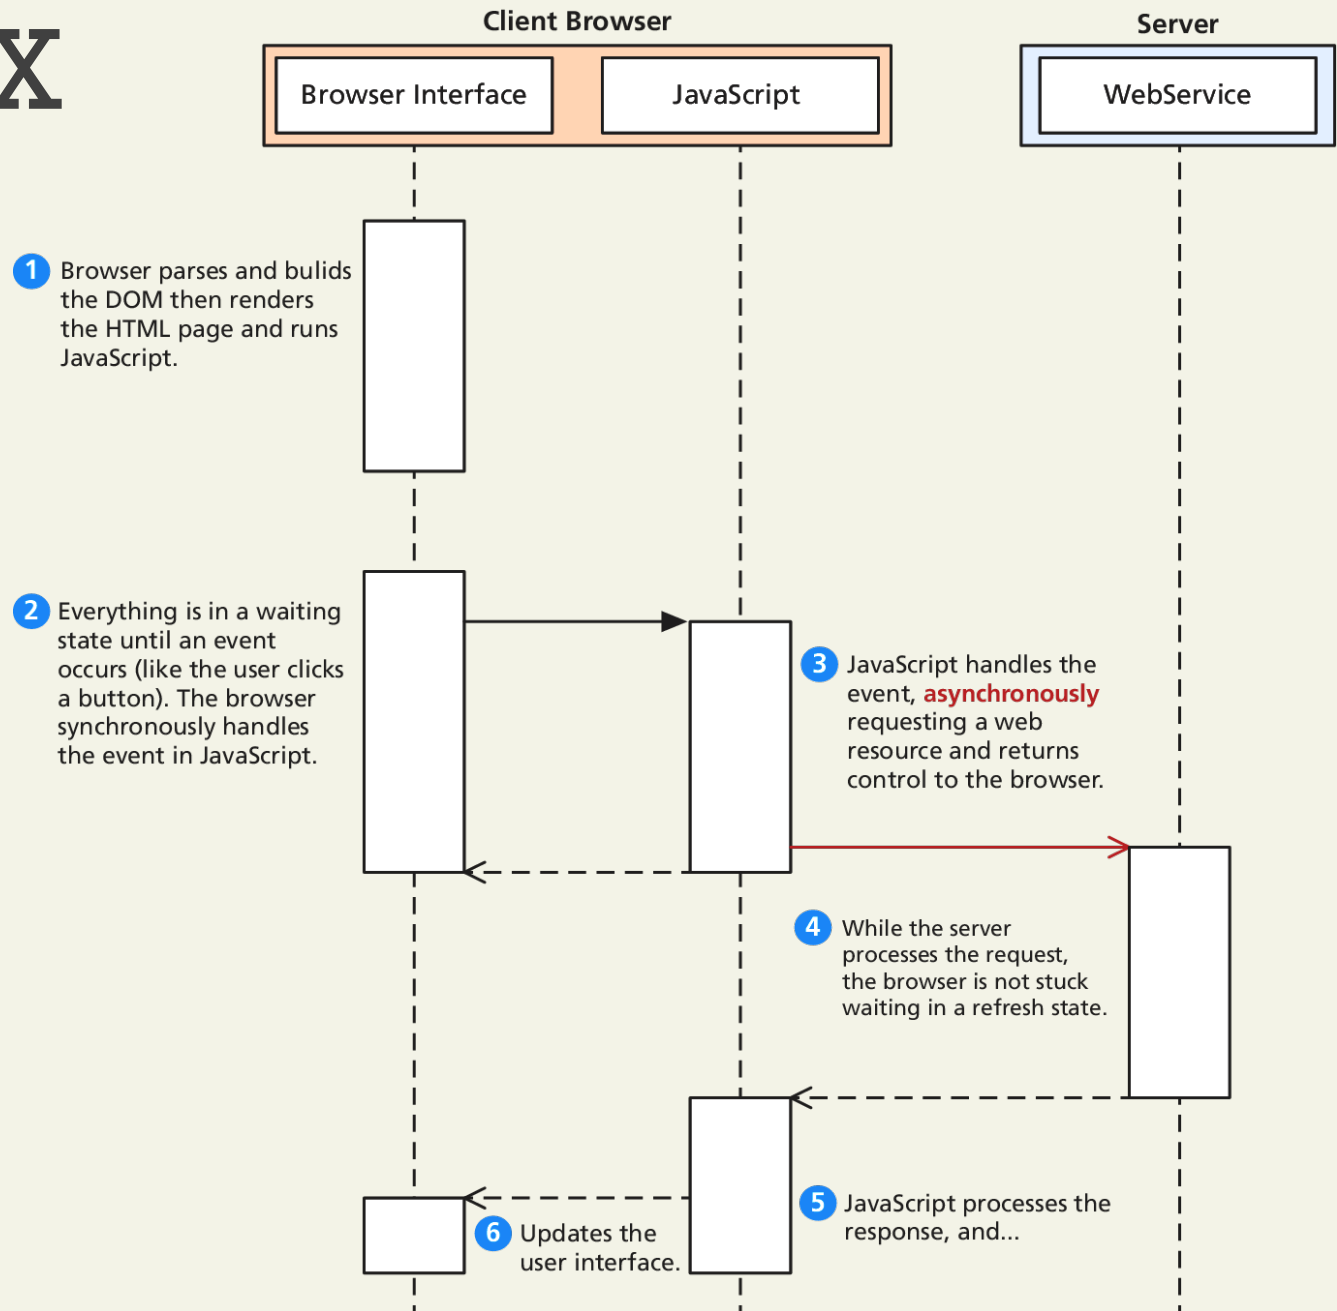 X
Client Browser
Server
Browser Interface
JavaScript
WebService
1
Browser parses and bulids
the DOM then renders
the HTML page and runs
JavaScript.
2
Everything is in a waiting
state until an event
occurs (like the user clicks
a button). The browser
synchronously handles
the event in JavaScript.
3
JavaScript handles the
event, asynchronously
requesting a web
resource and returns
control to the browser.
4
While the server
processes the request,
the browser is not stuck
waiting in a refresh state.
5
JavaScript processes the
response, and...
6
Updates the
user interface.